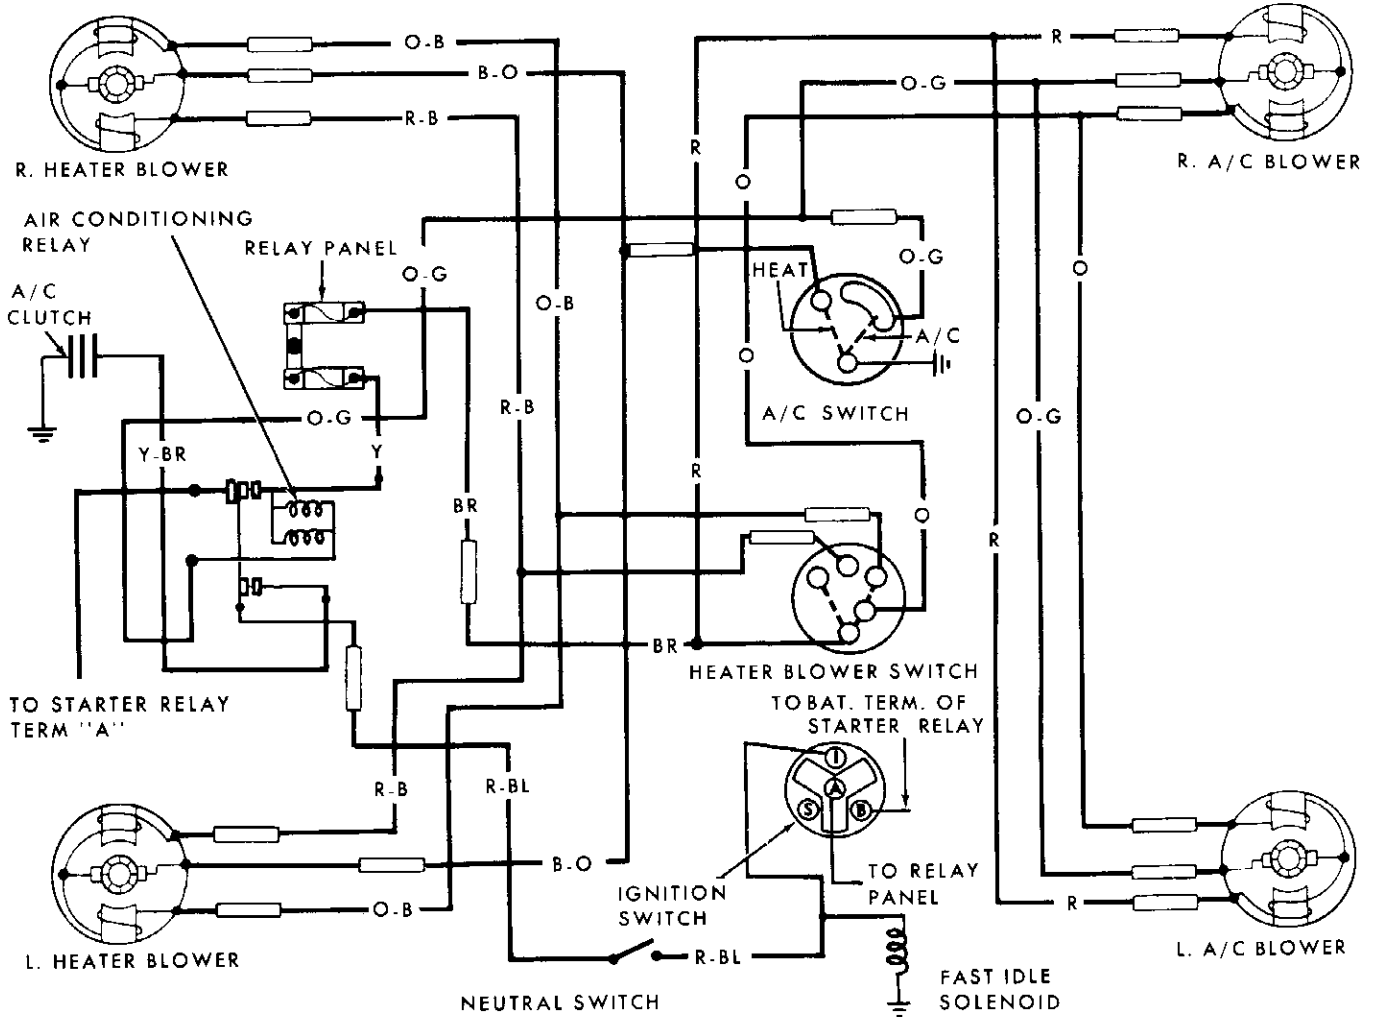 O-B
B-O
R-B
R. HEATER BLOWER
R
O-G
R. A/C BLOWER
R
O
AIR CONDITIONING
RELAY
RELAY PANEL
O-G
O-B
HEAT
O-G
O
A/C
CLUTCH
A/C
O
A/C SWITCH
R-B
O-G
O-G
Y-BR
Y
R
BR
O
R
BR
HEATER BLOWER SWITCH
TO STARTER RELAY
TERM "A"
TO BAT. TERM. OF
STARTER RELAY
I
A
S
B
R-B
R-BL
B-O
TO RELAY
PANEL
IGNITION
SWITCH
O-B
R
L. HEATER BLOWER
R-BL
L. A/C BLOWER
NEUTRAL SWITCH
FAST IDLE
SOLENOID